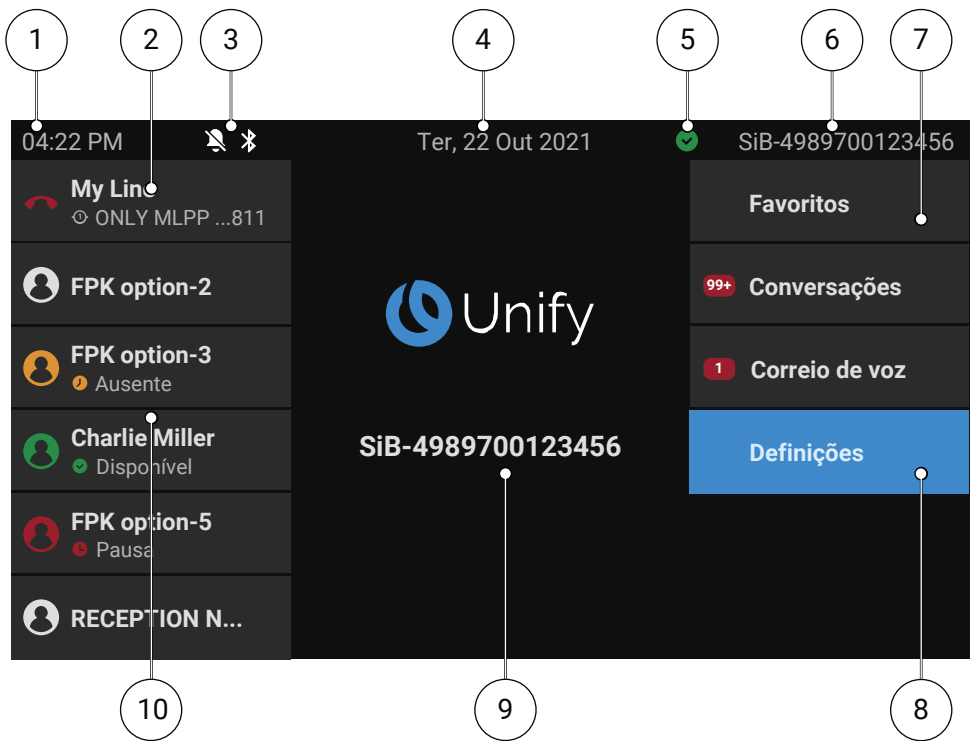 1 2 3 4 5 6 7
04:22 PM Ter, 22 Out 2021 SiB-4989700123456
My Line
ONLY MLPP ...811
FPK option-2
FPK option-3
Ausente
Charlie Miller
Disponível
FPK option-5
Pausa
RECEPTION N...
Unify
SiB-4989700123456
Favoritos
99+ Conversações
1 Correio de voz
Definições
10 9 8